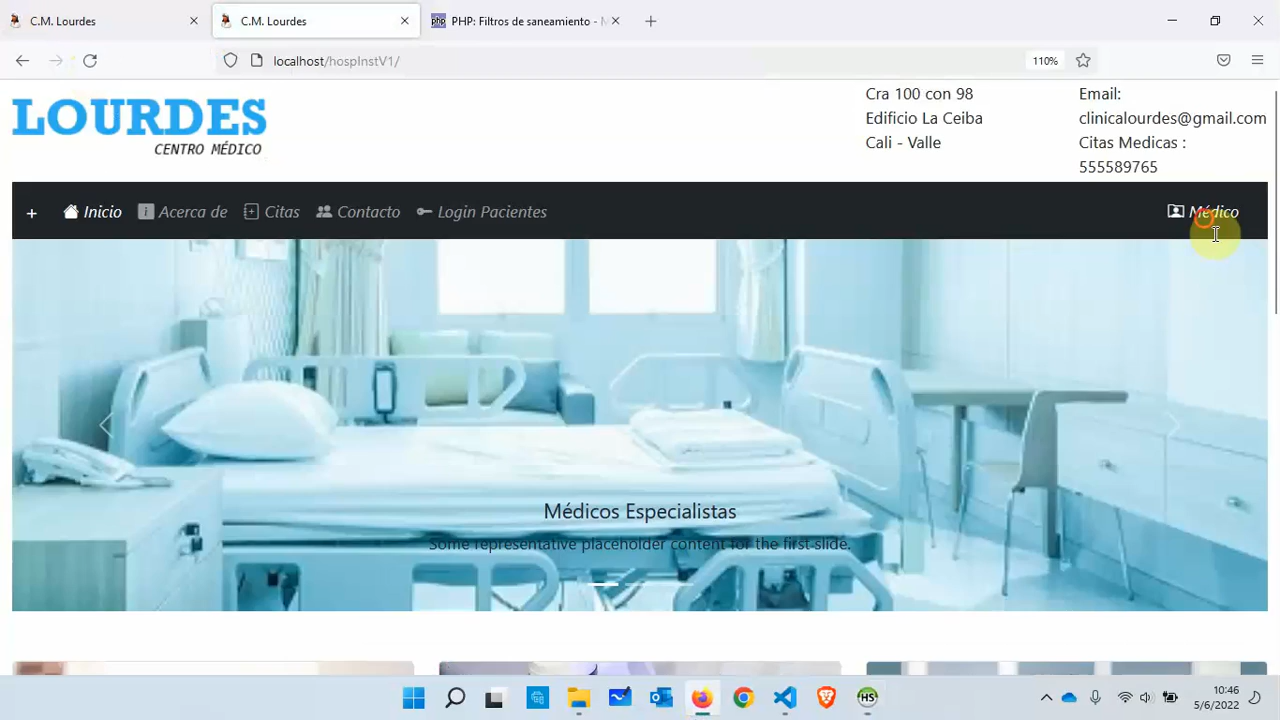 C.M. Lourdes
C.M. Lourdes
php PHP: Filtros de saneamiento - M
localhost/hospInstV1/
110%
LOURDES
CENTRO MÉDICO
Cra 100 con 98
Edificio La Ceiba
Cali - Valle
Email:
clinicalourdes@gmail.com
Citas Medicas :
555589765
+ Inicio Acerca de Citas Contacto Login Pacientes Médico
Médicos Especialistas
Some representative placeholder content for the first slide.
HS
5/6/2022